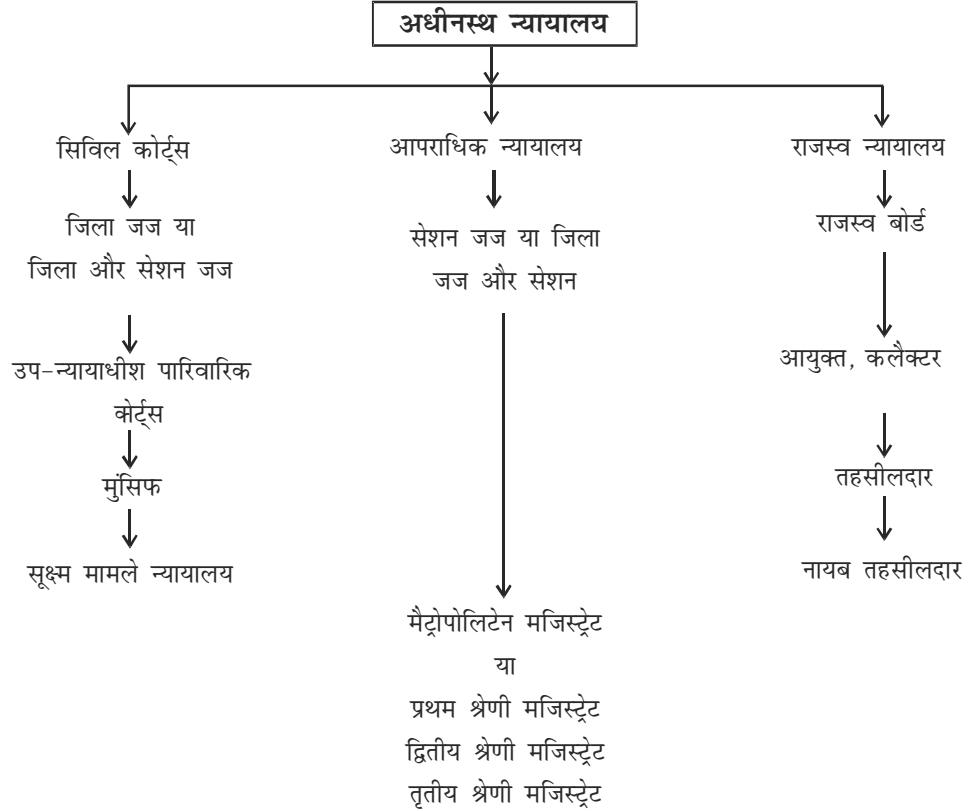 अधीनस्थ न्यायालय
सिविल कोर्ट्स
जिला जज या
जिला और सेशन जज
उप-न्यायाधीश पारिवारिक
कोर्ट्स
मुंसिफ
सूक्ष्म मामले न्यायालय
आपराधिक न्यायालय
सेशन जज या जिला
जज और सेशन
मैट्रोपोलिटेन मजिस्ट्रेट
या
प्रथम श्रेणी मजिस्ट्रेट
द्वितीय श्रेणी मजिस्ट्रेट
तृतीय श्रेणी मजिस्ट्रेट
राजस्व न्यायालय
राजस्व बोर्ड
आयुक्त, कलैक्टर
तहसीलदार
नायब तहसीलदार